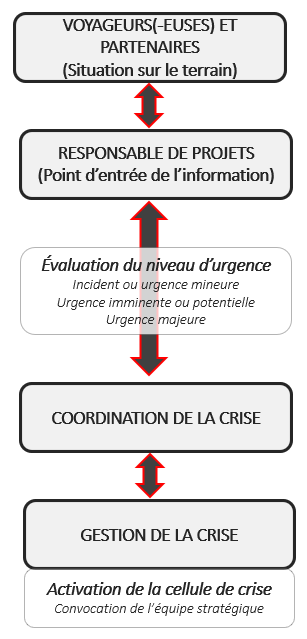 VOYAGEURS(-EUSES) ET
PARTENAIRES
(Situation sur le terrain)
RESPONSABLE DE PROJETS
(Point d'entrée de l'information)
Évaluation du niveau d'urgence
Incident ou urgence mineure
Urgence imminente ou potentielle
Urgence majeure
COORDINATION DE LA CRISE
GESTION DE LA CRISE
Activation de la cellule de crise
Convocation de l'équipe stratégique